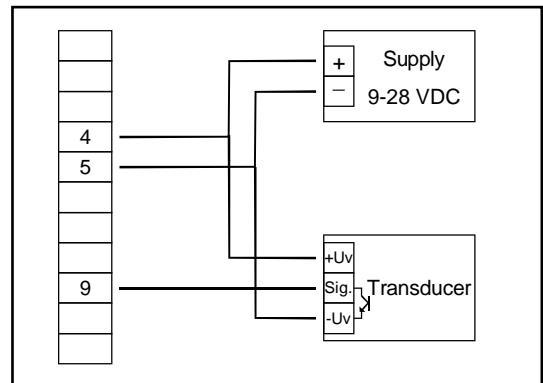 + Supply
− 9-28 VDC
4
5
+Uv
9
Sig. Transducer
-Uv